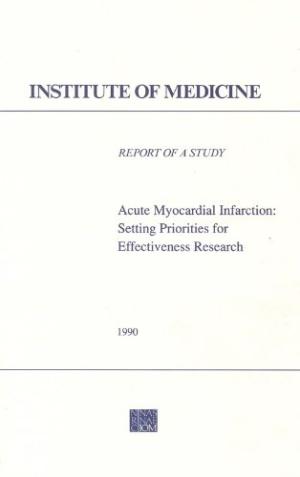 INSTITUTE OF MEDICINE
REPORT OF A STUDY
Acute Myocardial Infarction:
Setting Priorities for
Effectiveness Research
1990